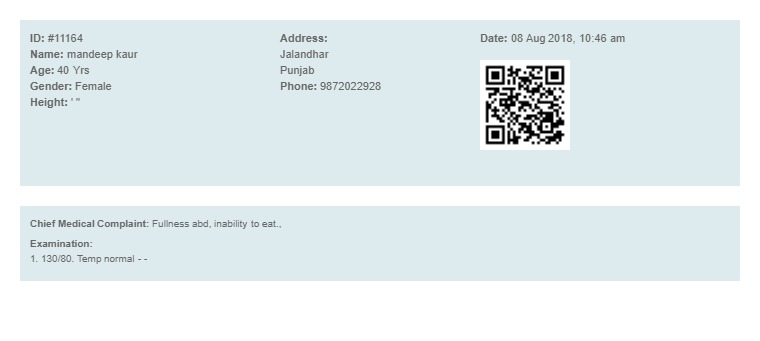 ID: #11164
Name: mandeep kaur
Age: 40 Yrs
Gender: Female
Height: ' "
Address:
Jalandhar
Punjab
Phone: 9872022928
Date: 08 Aug 2018, 10:46 am
Chief Medical Complaint: Fullness abd, inability to eat.,
Examination:
1. 130/80. Temp normal - -